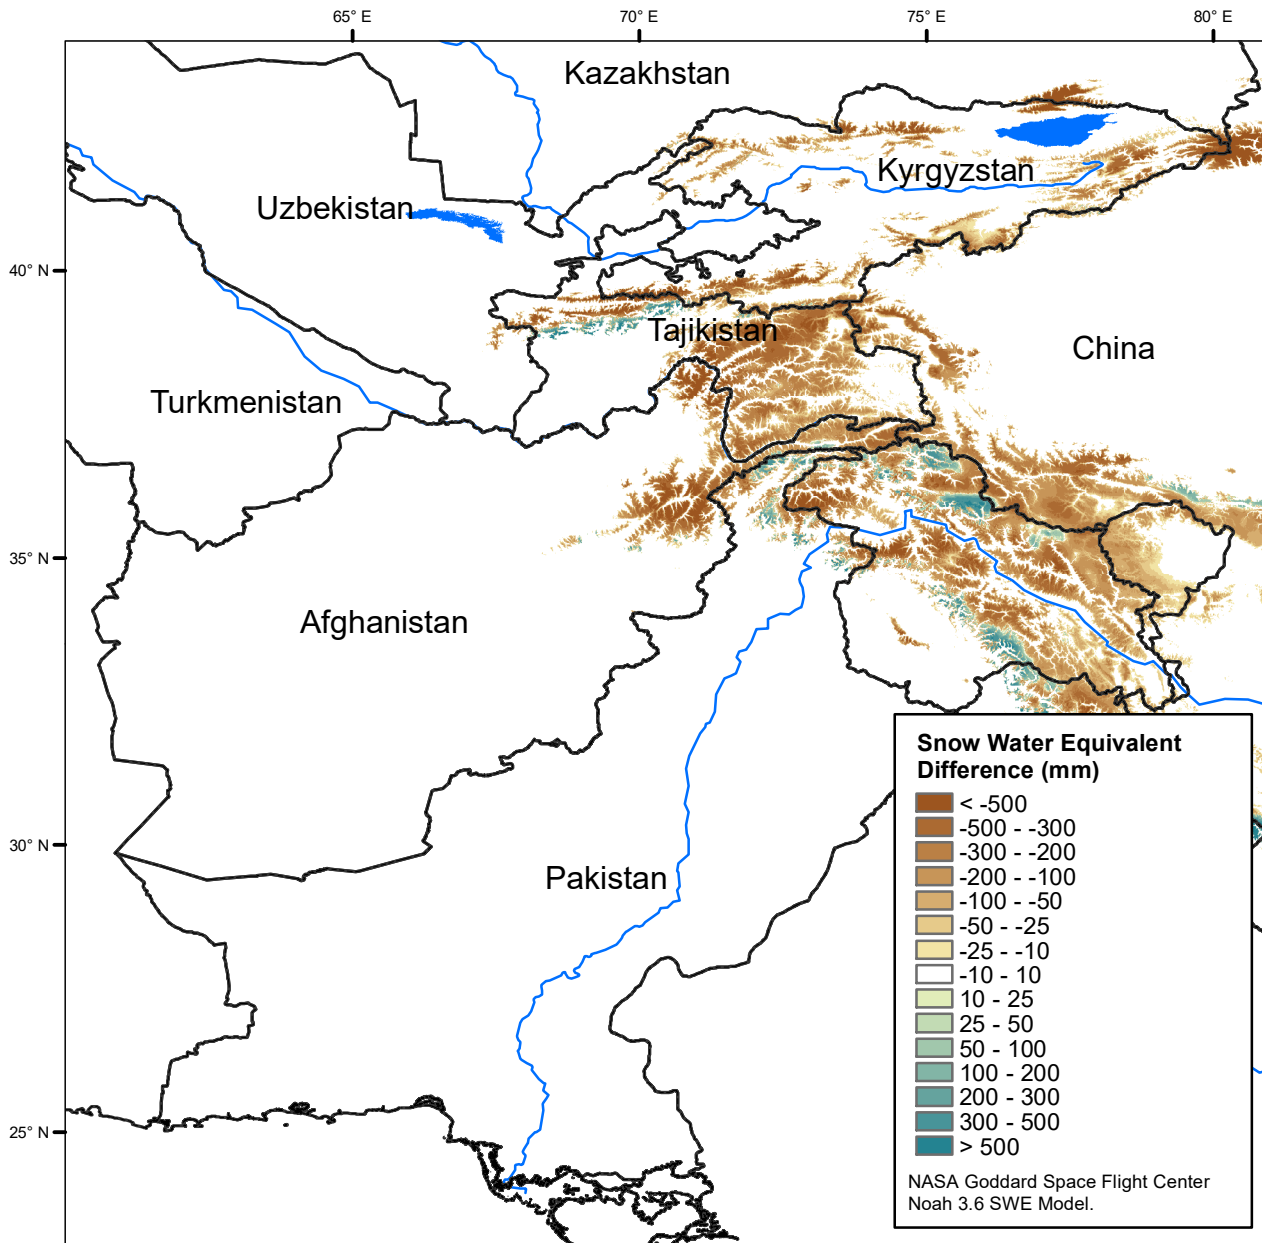 65° E
70° E
75° E
80° E
Kazakhstan
Kyrgyzstan
Uzbekistan
40° N
Tajikistan
China
Turkmenistan
35° N
Afghanistan
30° N
Pakistan
25° N
Snow Water Equivalent
Difference (mm)
< -500
-500 - -300
-300 - -200
-200 - -100
-100 - -50
-50 - -25
-25 - -10
-10 - 10
10 - 25
25 - 50
50 - 100
100 - 200
200 - 300
300 - 500
> 500
NASA Goddard Space Flight Center
Noah 3.6 SWE Model.